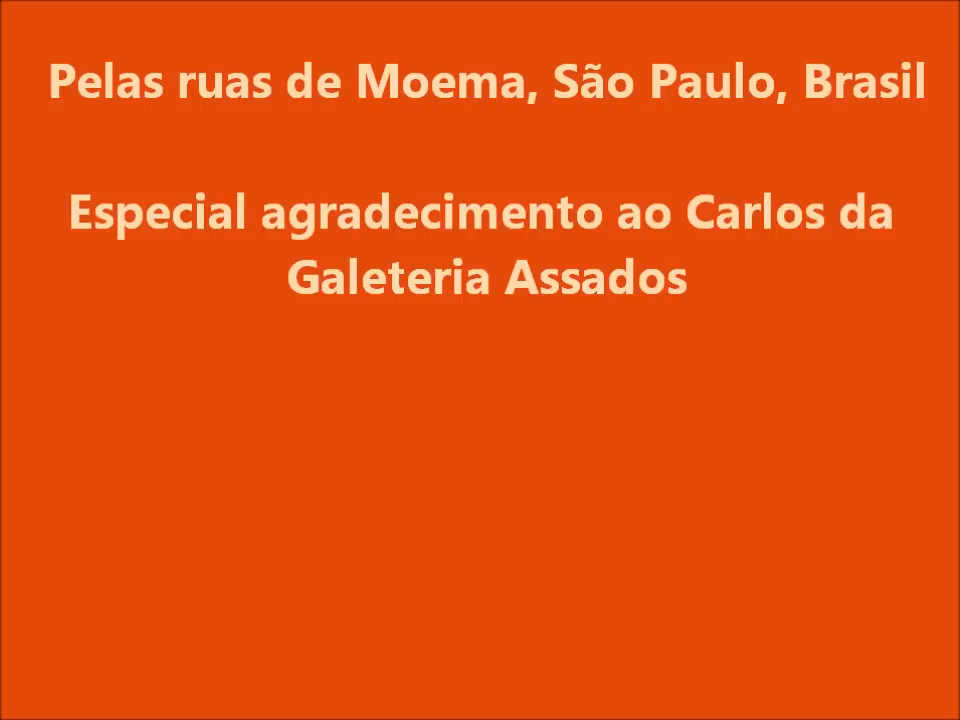 Pelas ruas de Moema, São Paulo, Brasil
Especial agradecimento ao Carlos da
Galeteria Assados